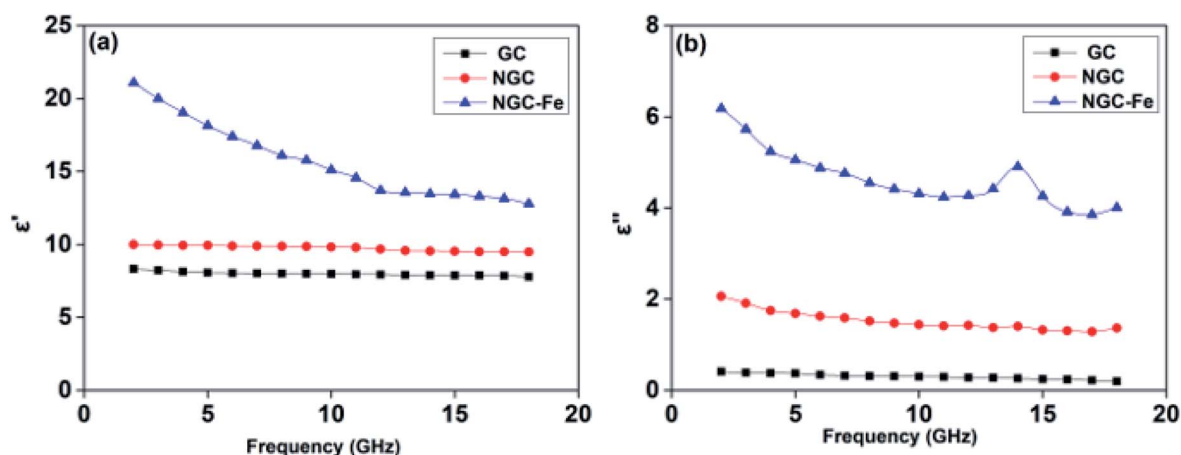 (a)
GC
NGC
NGC-Fe
25
20
15
10
5
0
ε'
0 5 10 15 20
Frequency (GHz)
(b)
GC
NGC
NGC-Fe
8
6
4
2
0
ε''
0 5 10 15 20
Frequency (GHz)